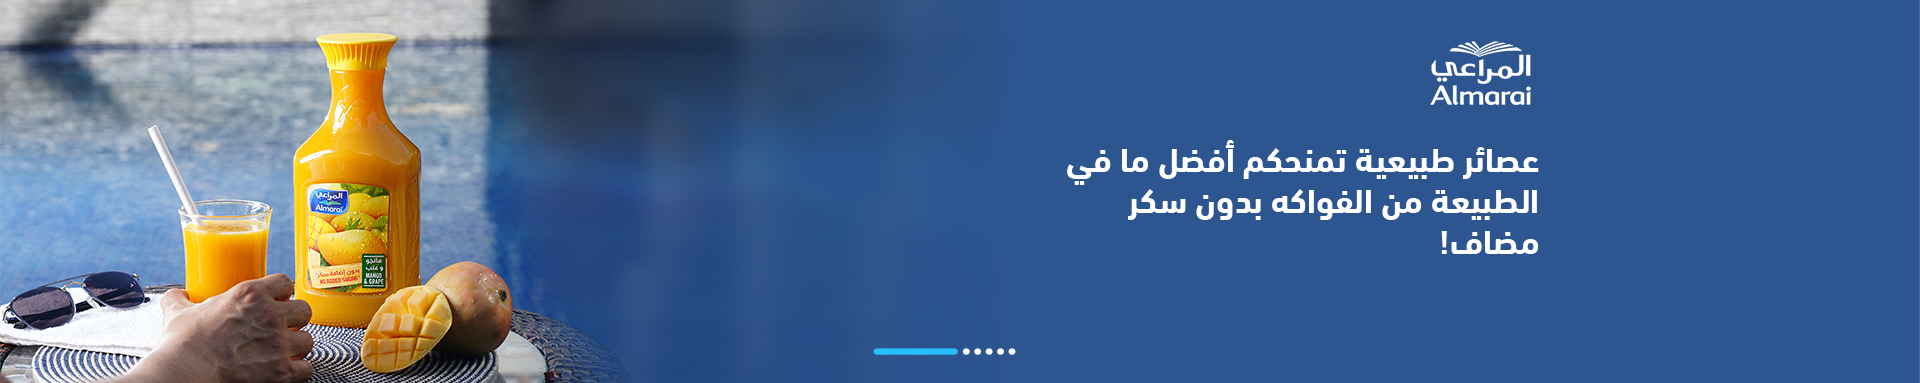 المراعي
Almarai
عصائر طبيعية تمنحكم أفضل ما في
الطبيعة من الفواكه بدون سكر
مضاف!
المراعي
Almarai
مانجو
و عنب
MANGO
& GRAPE
بدون إضافة سكر*
NO ADDED SUGAR*